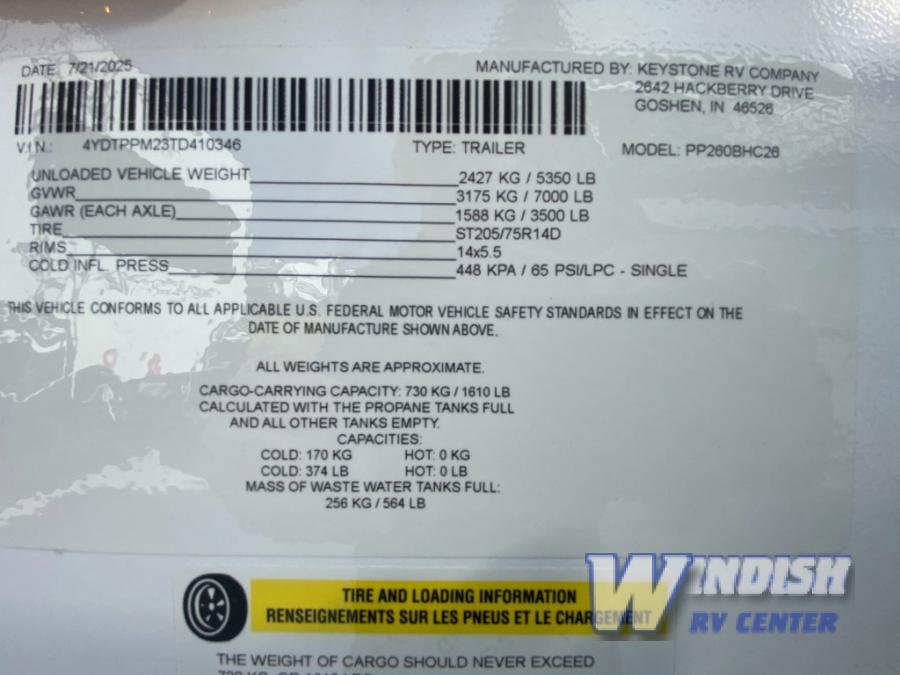 DATE: 7/21/2025
MANUFACTURED BY: KEYSTONE RV COMPANY
2642 HACKBERRY DRIVE
GOSHEN, IN 46526
V.I.N.: 4YDTPPM23TD410346 TYPE: TRAILER MODEL: PP260BHC26
UNLOADED VEHICLE WEIGHT 2427 KG / 5350 LB
GVWR 3175 KG / 7000 LB
GAWR (EACH AXLE) 1588 KG / 3500 LB
TIRE ST205/75R14D
RIMS 14x5.5
COLD INFL. PRESS 448 KPA / 65 PSI/LPC - SINGLE
THIS VEHICLE CONFORMS TO ALL APPLICABLE U.S. FEDERAL MOTOR VEHICLE SAFETY STANDARDS IN EFFECT ON THE
DATE OF MANUFACTURE SHOWN ABOVE.
ALL WEIGHTS ARE APPROXIMATE.
CARGO-CARRYING CAPACITY: 730 KG / 1610 LB
CALCULATED WITH THE PROPANE TANKS FULL
AND ALL OTHER TANKS EMPTY.
CAPACITIES:
COLD: 170 KG HOT: 0 KG
COLD: 374 LB HOT: 0 LB
MASS OF WASTE WATER TANKS FULL:
256 KG / 564 LB
TIRE AND LOADING INFORMATION
RENSEIGNEMENTS SUR LES PNEUS ET LE CHARGEMENT
WINDISH
RV CENTER
THE WEIGHT OF CARGO SHOULD NEVER EXCEED